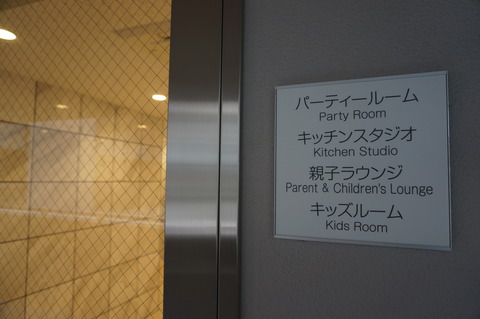 パーティールーム
Party Room
キッチンスタジオ
Kitchen Studio
親子ラウンジ
Parent & Children's Lounge
キッズルーム
Kids Room